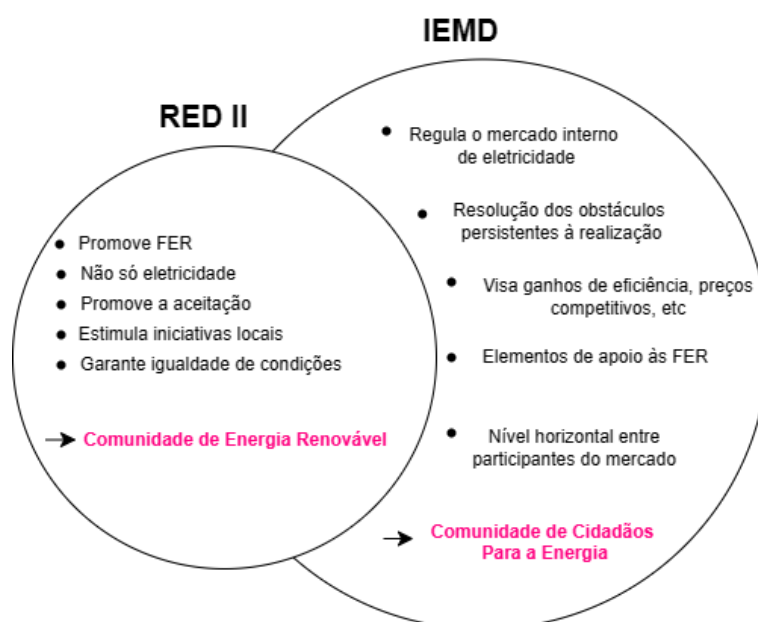 IEMD
RED II
Promove FER
Não só eletricidade
Promove a aceitação
Estimula iniciativas locais
Garante igualdade de condições
Comunidade de Energia Renovável
Regula o mercado interno
de eletricidade
Resolução dos obstáculos
persistentes à realização
Visa ganhos de eficiência, preços
competitivos, etc
Elementos de apoio às FER
Nível horizontal entre
participantes do mercado
Comunidade de Cidadãos
Para a Energia